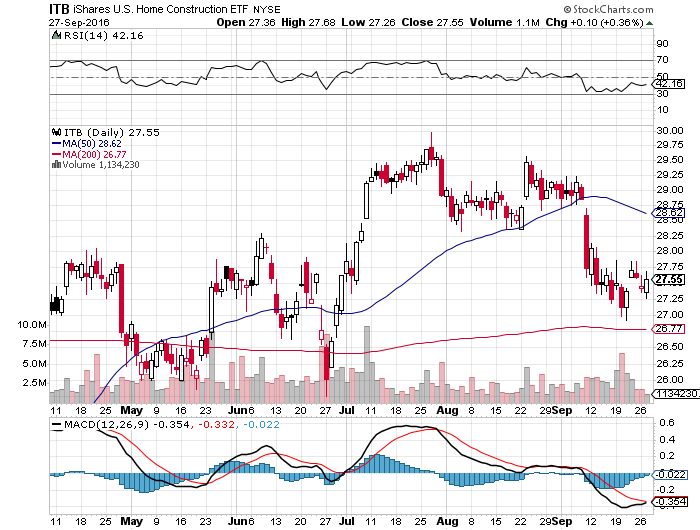 ITB iShares U.S. Home Construction ETF NYSE © StockCharts.com
27-Sep-2016 Open 27.36 High 27.68 Low 27.26 Close 27.55 Volume 1.1M Chg +0.10 (+0.36%)
RSI(14) 42.16
90
70
50
42.16
30
10
ITB (Daily) 27.55
MA(50) 28.62
MA(200) 26.77
Volume 1,134,230
30.00
29.75
29.50
29.25
29.00
28.75
28.62
28.50
28.25
28.00
27.75
27.55
27.25
27.00
26.77
26.50
26.25
26.00
1134230
10.0M
7.5M
5.0M
2.5M
11 18 25 May 9 16 23 Jun 6 13 20 27 Jul 11 18 25 Aug 8 15 22 29 Sep 12 19 26
MACD(12,26,9) -0.354, -0.332, -0.022
0.6
0.4
0.2
-0.022
-0.2
-0.354
11 18 25 May 9 16 23 Jun 6 13 20 27 Jul 11 18 25 Aug 8 15 22 29 Sep 12 19 26